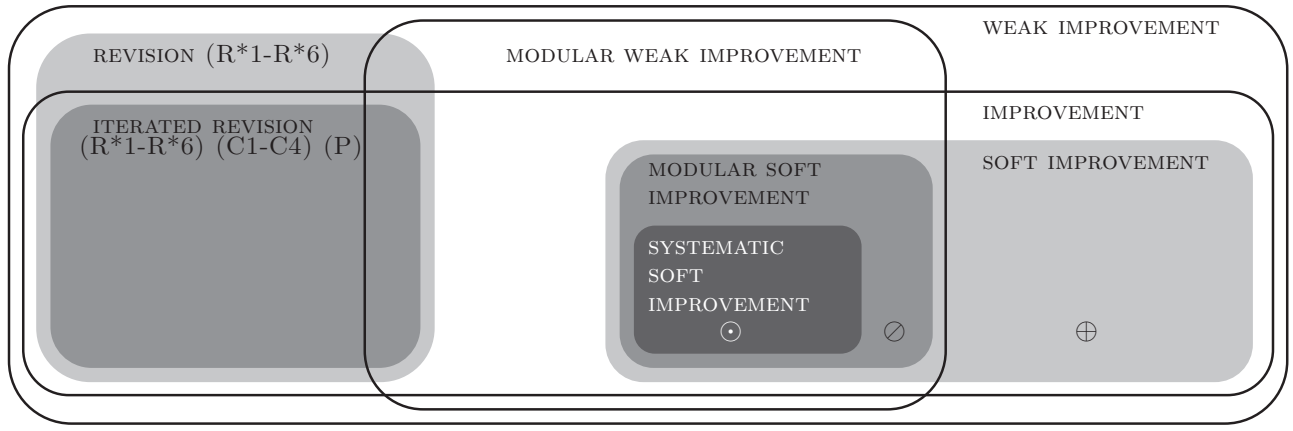 WEAK IMPROVEMENT
REVISION (R*1-R*6)
MODULAR WEAK IMPROVEMENT
IMPROVEMENT
ITERATED REVISION
(R*1-R*6) (C1-C4) (P)
MODULAR SOFT
IMPROVEMENT
SOFT IMPROVEMENT
SYSTEMATIC
SOFT
IMPROVEMENT
⊙
⊘
⊕